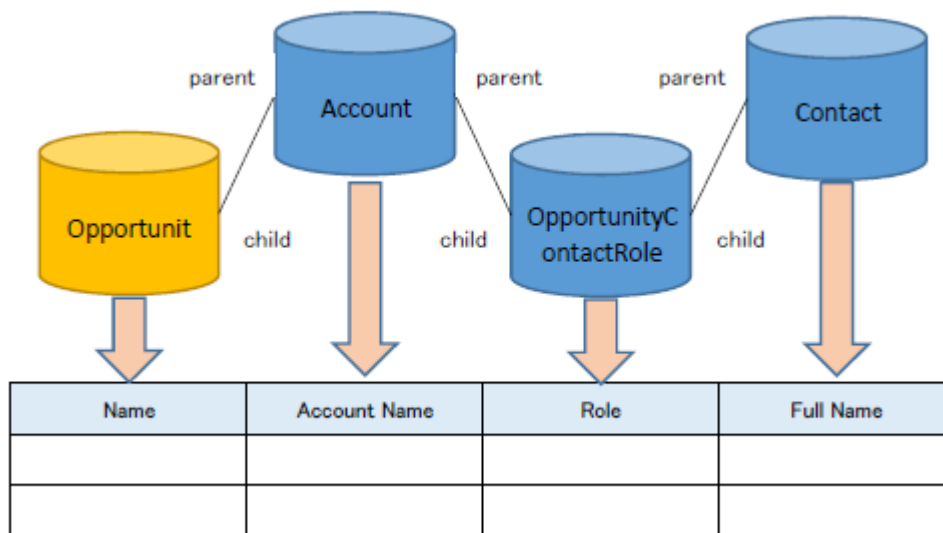 parent
Account
parent
parent
Contact
Opportunit
child
child
OpportunityC
ontactRole
child
Name
Account Name
Role
Full Name